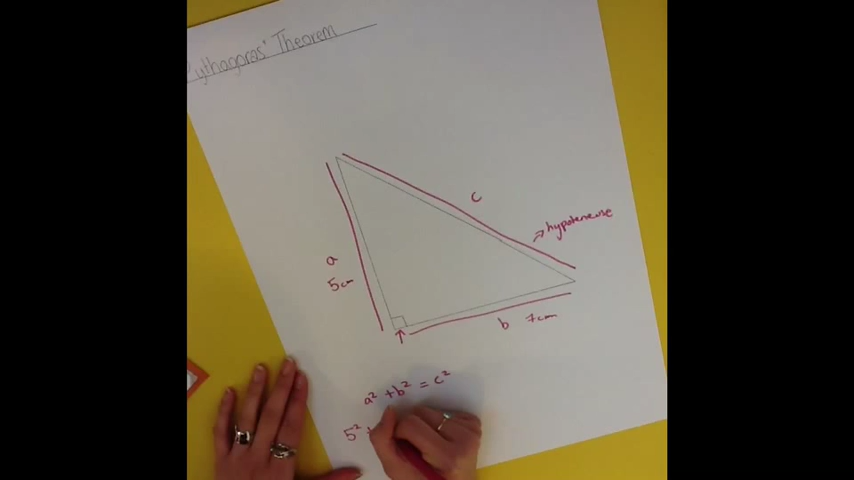 Pythagoras' Theorem
c
hypotenuse
a
5cm
b 7cm
a² + b² = c²
5² +